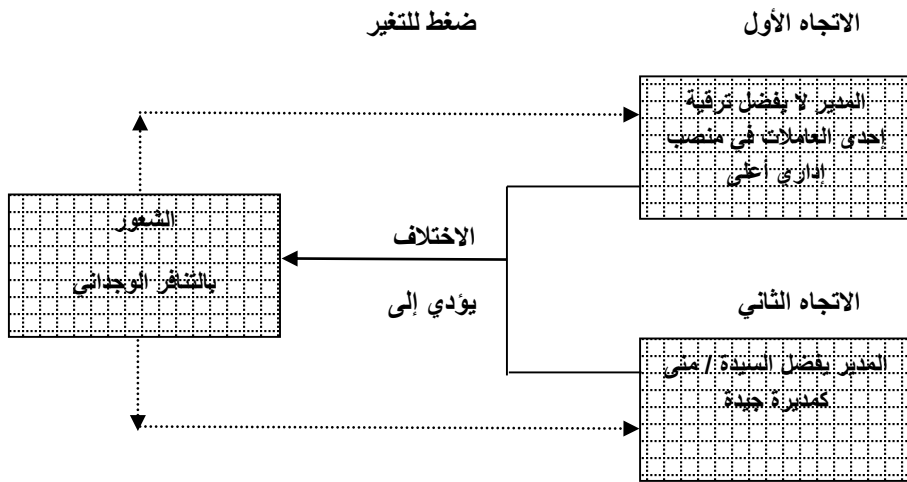 الاتجاه الأول
ضغط للتغير
المدير لا يفضل ترقية
إحدى العاملات في منصب
إداري أعلى
الشعور
بالتنافر الوجداني
الاختلاف
يؤدي إلى
الاتجاه الثاني
المدير يفضل السيدة / منى
كمديرة جيدة